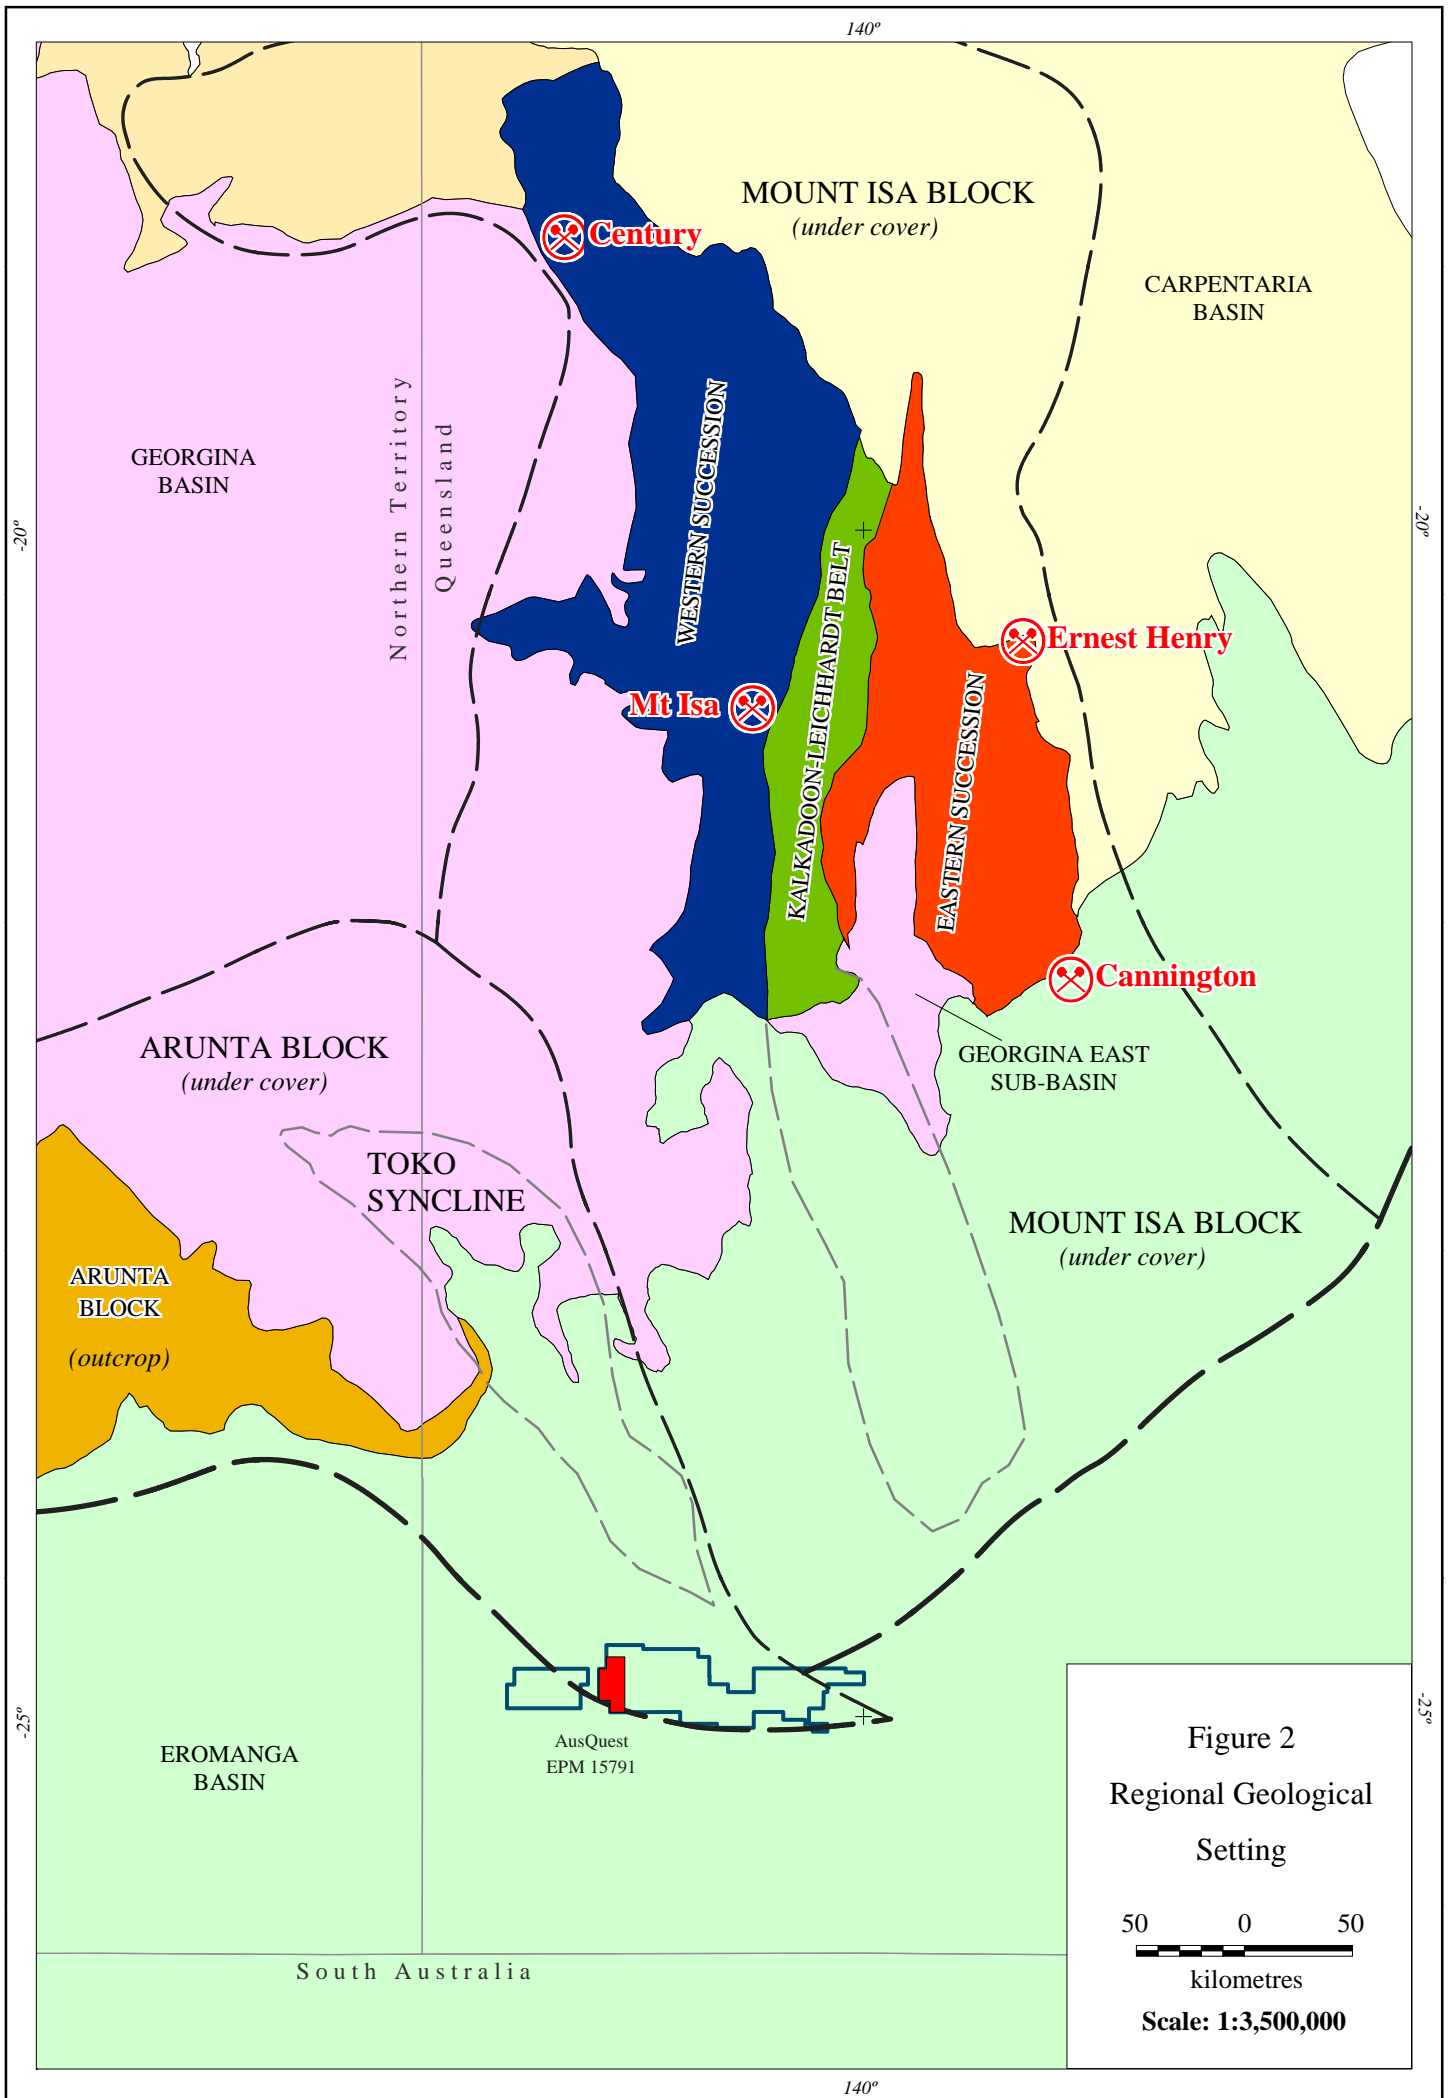 140º
MOUNT ISA BLOCK
(under cover)
Century
CARPENTARIA
BASIN
GEORGINA
BASIN
Northern Territory
Queensland
WESTERN SUCCESSION
-20º
-20º
KALKADOON-LEICHHARDT BELT
Ernest Henry
Mt Isa
EASTERN SUCCESSION
Cannington
ARUNTA BLOCK
(under cover)
GEORGINA EAST
SUB-BASIN
TOKO
SYNCLINE
MOUNT ISA BLOCK
(under cover)
ARUNTA
BLOCK
(outcrop)
-25º
-25º
AusQuest
EPM 15791
EROMANGA
BASIN
Figure 2
Regional Geological
Setting
50 0 50
kilometres
Scale: 1:3,500,000
South Australia
140º